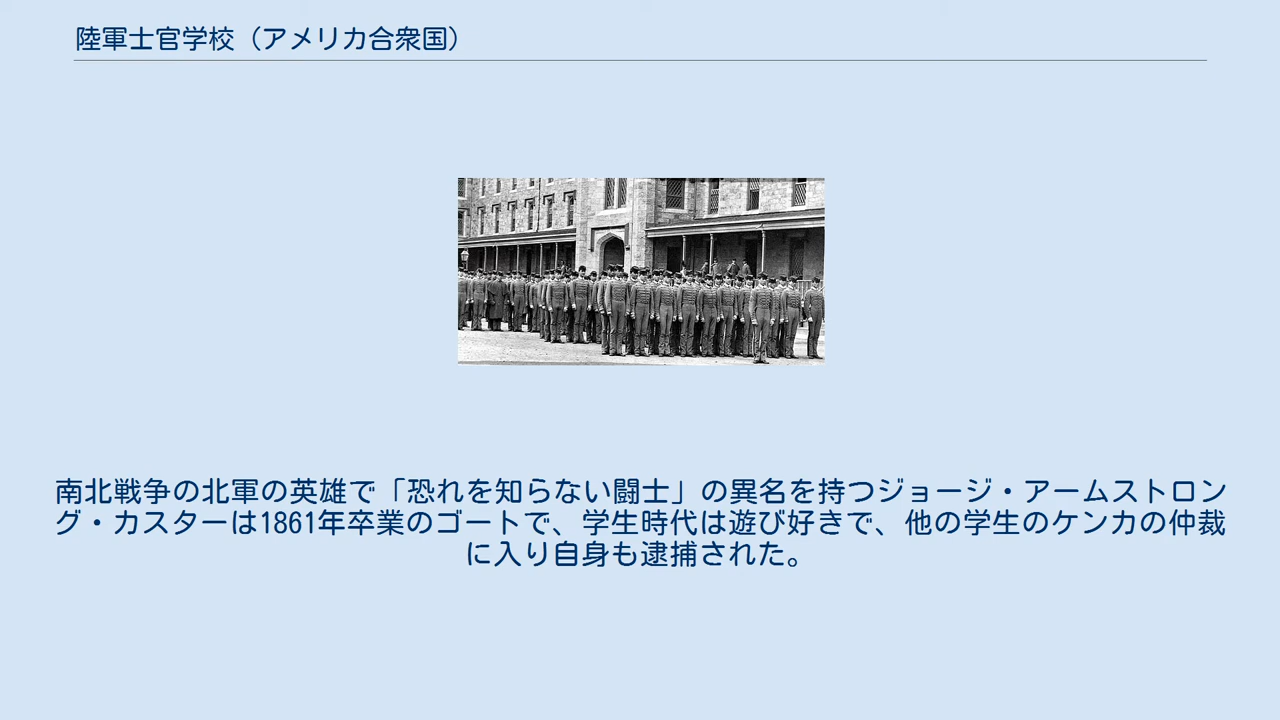 陸軍士官学校（アメリカ合衆国）
南北戦争の北軍の英雄で「恐れを知らない闘士」の異名を持つジョージ・アームストロン
グ・カスターは1861年卒業のゴートで、学生時代は遊び好きで、他の学生のケンカの仲裁
に入り自身も逮捕された。